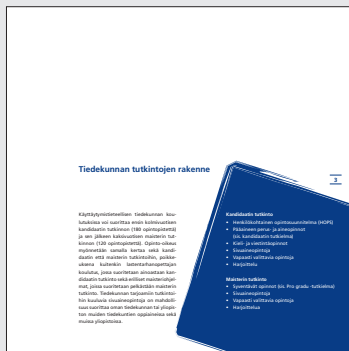 Tiedekunnan tutkintojen rakenne
3
Käyttäytymistieteellisen tiedekunnan kou-
lutuksissa voi suorittaa ensin kolmivuotisen
kandidaatin tutkinnon (180 opintopistettä)
ja sen jälkeen kaksivuotisen maisterin tut-
kinnon (120 opintopistettä). Opinto-oikeus
myönnetään samalla kertaa sekä kandi-
daatin että maisterin tutkintoihin, poikke-
uksena kuitenkin lastentarhanopettajan
koulutus, jossa suoritetaan ainoastaan kan-
didaatin tutkinto sekä erilliset maisteriohjel-
mat, joissa suoritetaan pelkästään maisterin
tutkinto. Tiedekunnan tarjoamiin tutkintoi-
hin kuuluvia sivuaineopintoja on mahdolli-
suus suorittaa oman tiedekunnan tai yliopis-
ton muiden tiedekuntien oppiaineissa sekä
muissa yliopistoissa.
Kandidaatin tutkinto
• Henkilökohtainen opintosuunnitelma (HOPS)
• Pääaineen perus- ja aineopinnot
(sis. kandidaatin tutkielma)
• Kieli- ja viestintäopinnot
• Sivuaineopintoja
• Vapaasti valittavia opintoja
• Harjoittelu
Maisterin tutkinto
• Syventävät opinnot (sis. Pro gradu -tutkielma)
• Sivuaineopintoja
• Vapaasti valittavia opintoja
• Harjoittelua